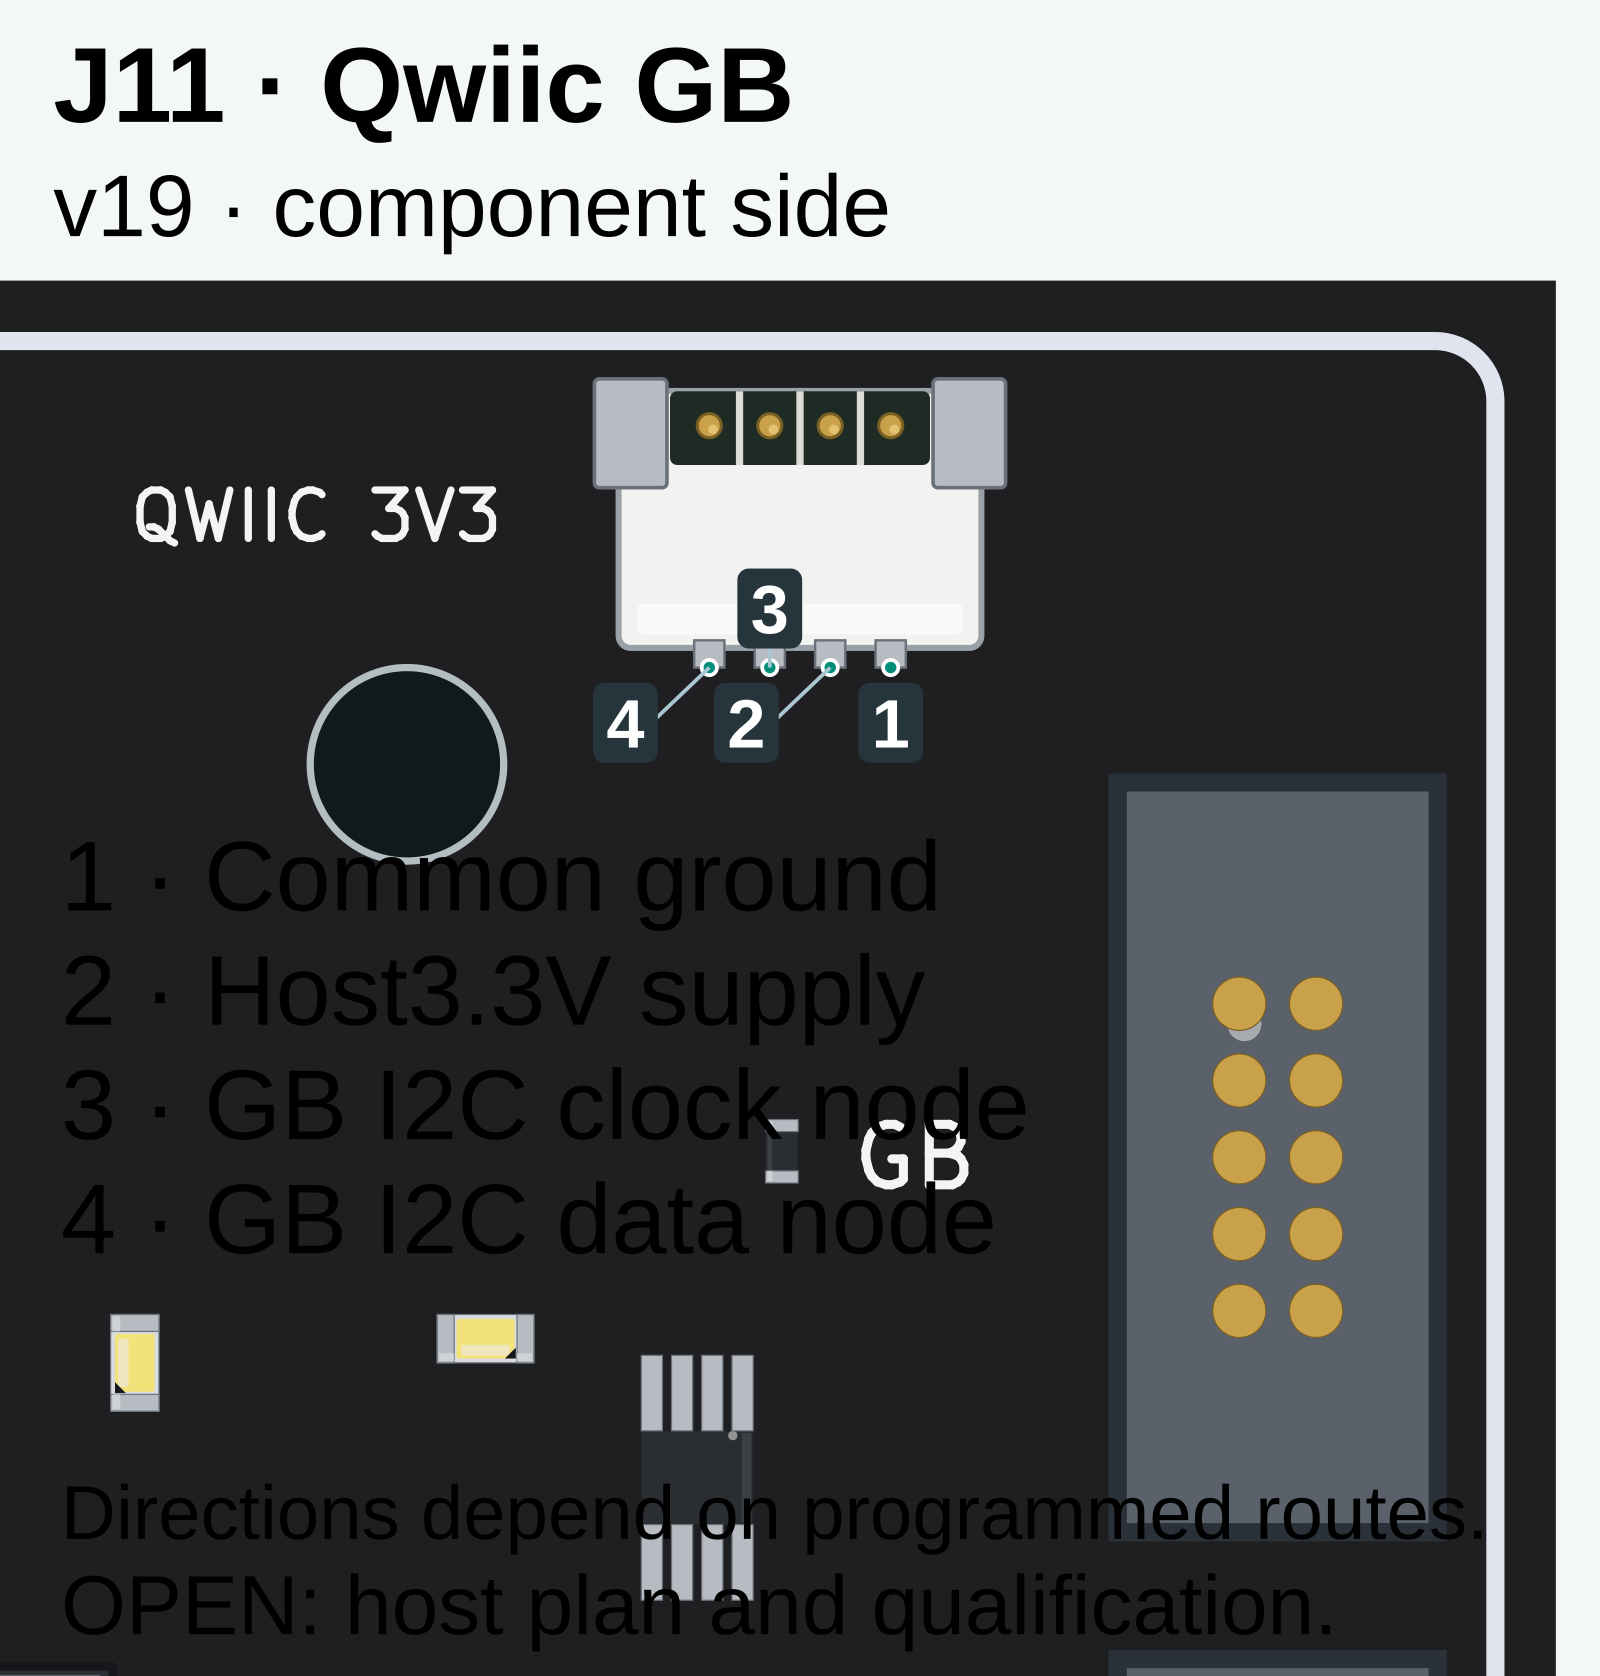 J11 · Qwiic GB
v19 · component side
QWIIC 3V3
3
4 2 1
1 · Common ground
2 · Host3.3V supply
3 · GB I2C clock node
GB
4 · GB I2C data node
Directions depend on programmed routes.
OPEN: host plan and qualification.